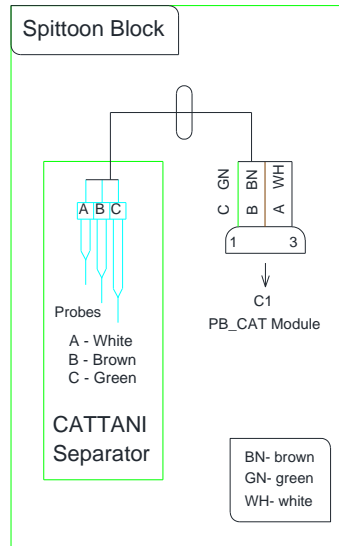 Spittoon Block
C GN
B BN
A WH
A B C
1 3
C1
PB_CAT Module
Probes
A - White
B - Brown
C - Green
CATTANI
Separator
BN- brown
GN- green
WH- white